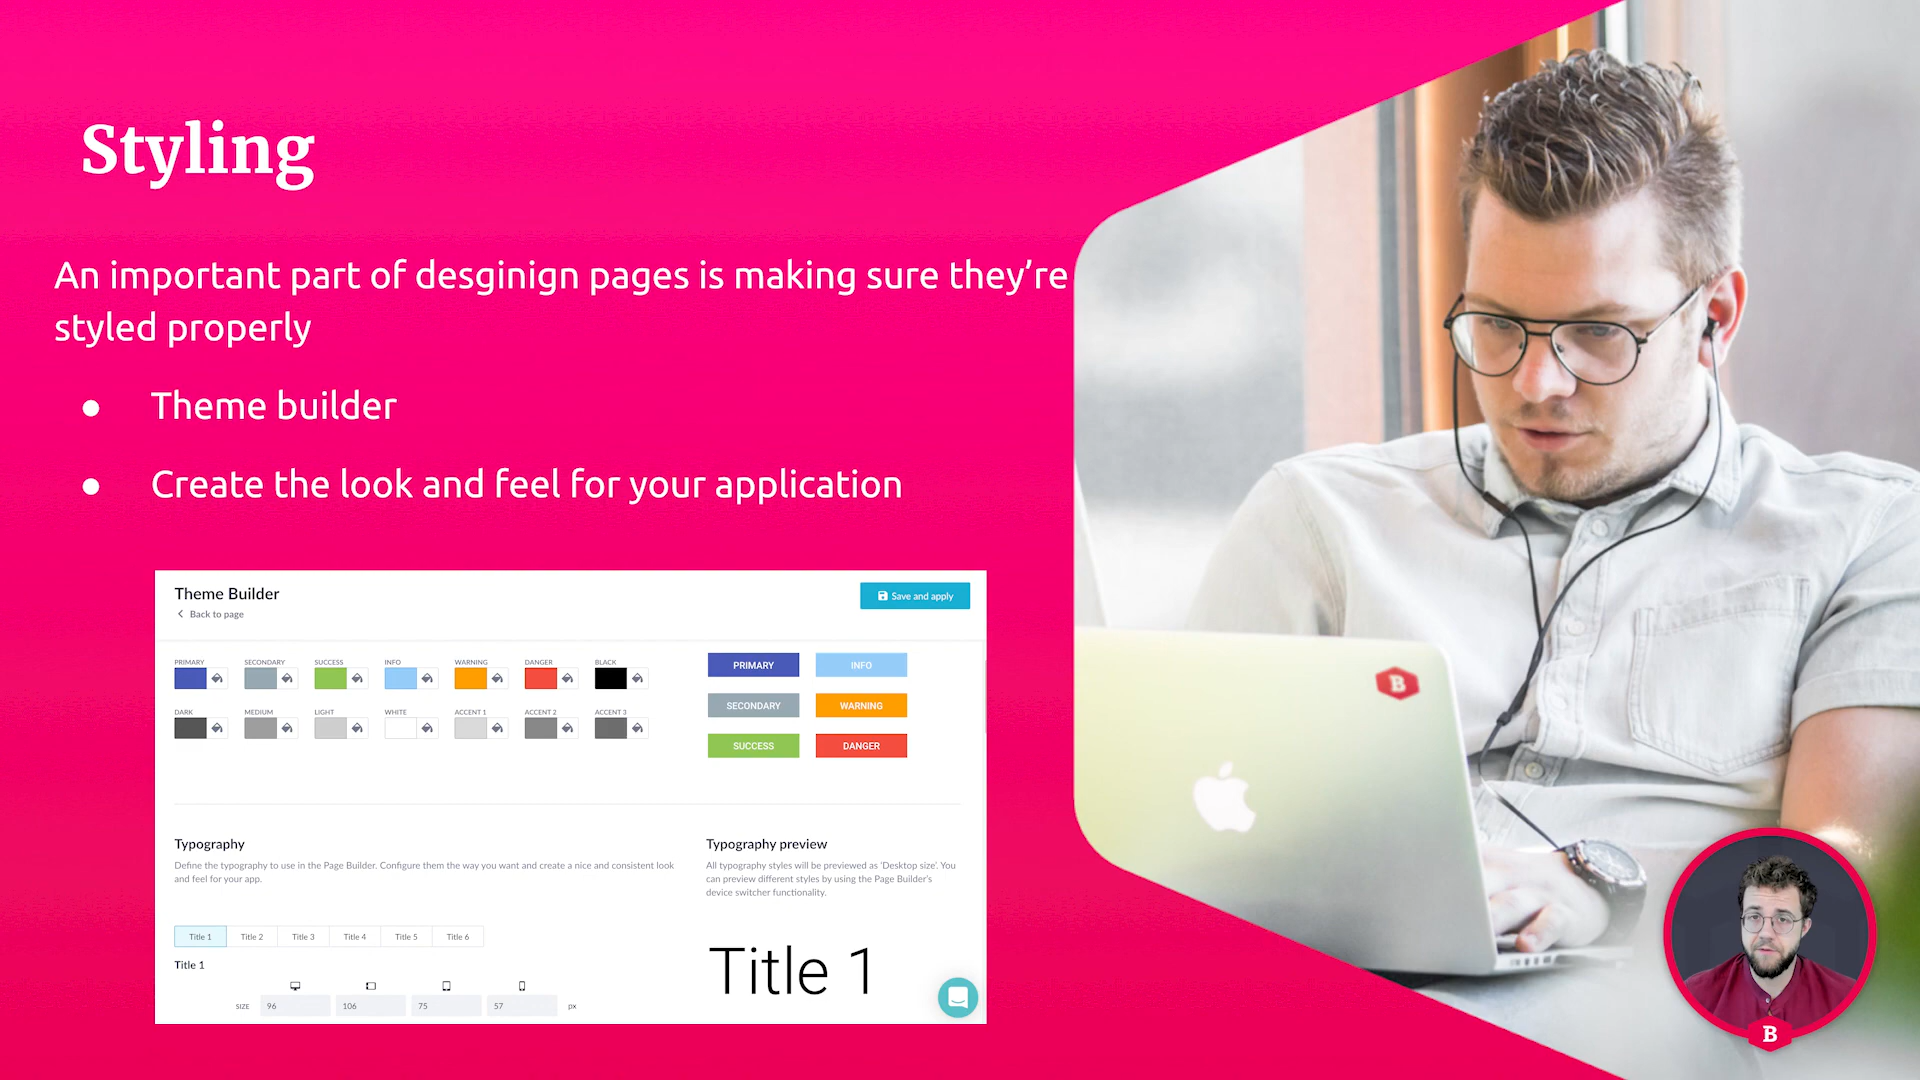 Styling
An important part of desginign pages is making sure they're
styled properly
● Theme builder
● Create the look and feel for your application
Theme Builder
Save and apply
Back to page
PRIMARY SECONDARY SUCCESS INFO WARNING DANGER BLACK
DARK MEDIUM LIGHT WHITE ACCENT 1 ACCENT 2 ACCENT 3
PRIMARY INFO
SECONDARY WARNING
SUCCESS DANGER
Typography
Define the typography to use in the Page Builder. Configure them the way you want and create a nice and consistent look
and feel for your app.
Typography preview
All typography styles will be previewed as 'Desktop size'. You
can preview different styles by using the Page Builder's
device switcher functionality.
Title 1 Title 2 Title 3 Title 4 Title 5 Title 6
Title 1
SIZE 96 106 75 57 px
Title 1
B
B